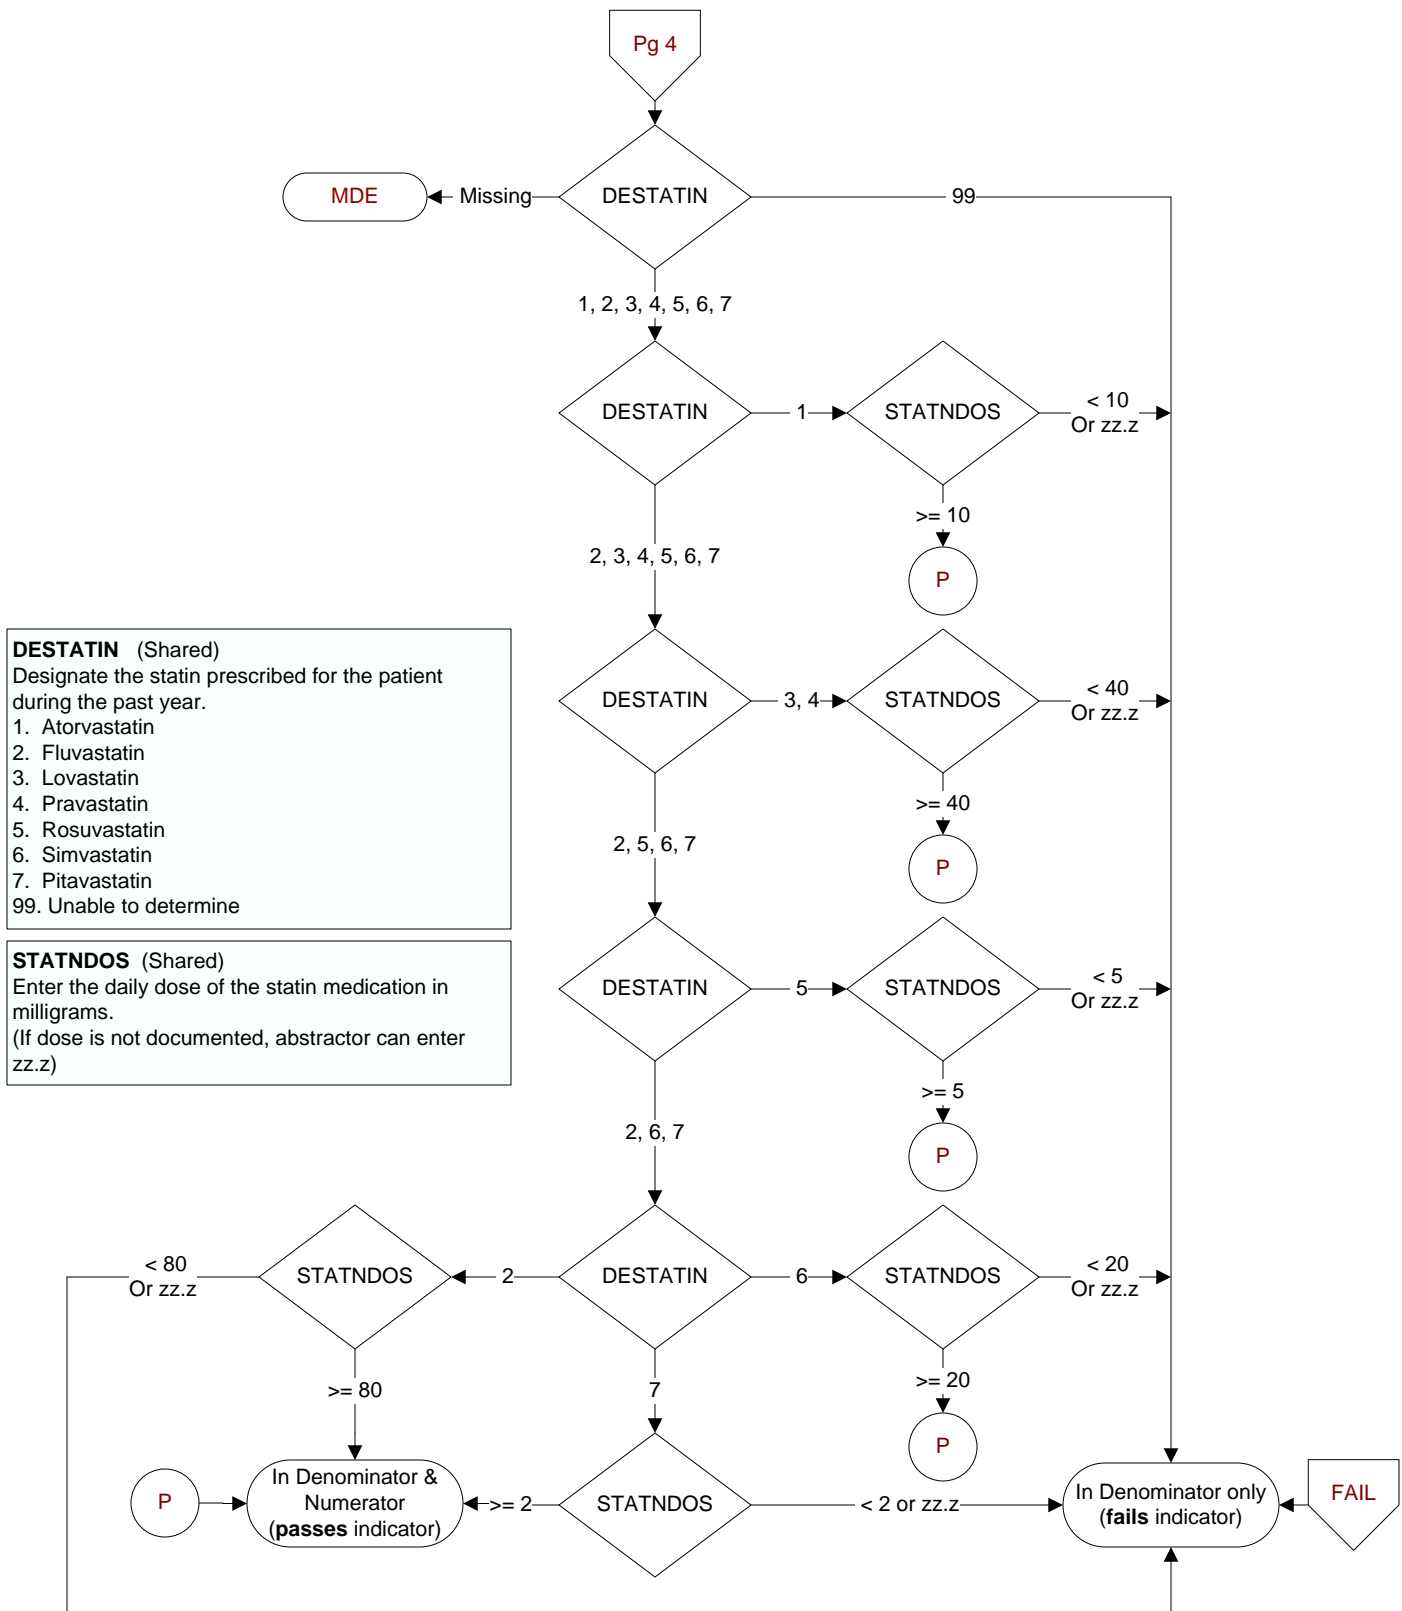 Pg 4
MDE
Missing
DESTATIN
99
1, 2, 3, 4, 5, 6, 7
DESTATIN
1
STATNDOS
< 10
Or zz.z
>= 10
P
2, 3, 4, 5, 6, 7
DESTATIN (Shared)
Designate the statin prescribed for the patient
during the past year.
1. Atorvastatin
2. Fluvastatin
3. Lovastatin
4. Pravastatin
5. Rosuvastatin
6. Simvastatin
7. Pitavastatin
99. Unable to determine
DESTATIN
3, 4
STATNDOS
< 40
Or zz.z
>= 40
P
2, 5, 6, 7
STATNDOS (Shared)
Enter the daily dose of the statin medication in
milligrams.
(If dose is not documented, abstractor can enter
zz.z)
DESTATIN
5
STATNDOS
< 5
Or zz.z
>= 5
P
2, 6, 7
< 80
Or zz.z
STATNDOS
2
DESTATIN
6
STATNDOS
< 20
Or zz.z
>= 80
7
>= 20
P
P
In Denominator &
Numerator
(passes indicator)
>= 2
STATNDOS
< 2 or zz.z
In Denominator only
(fails indicator)
FAIL